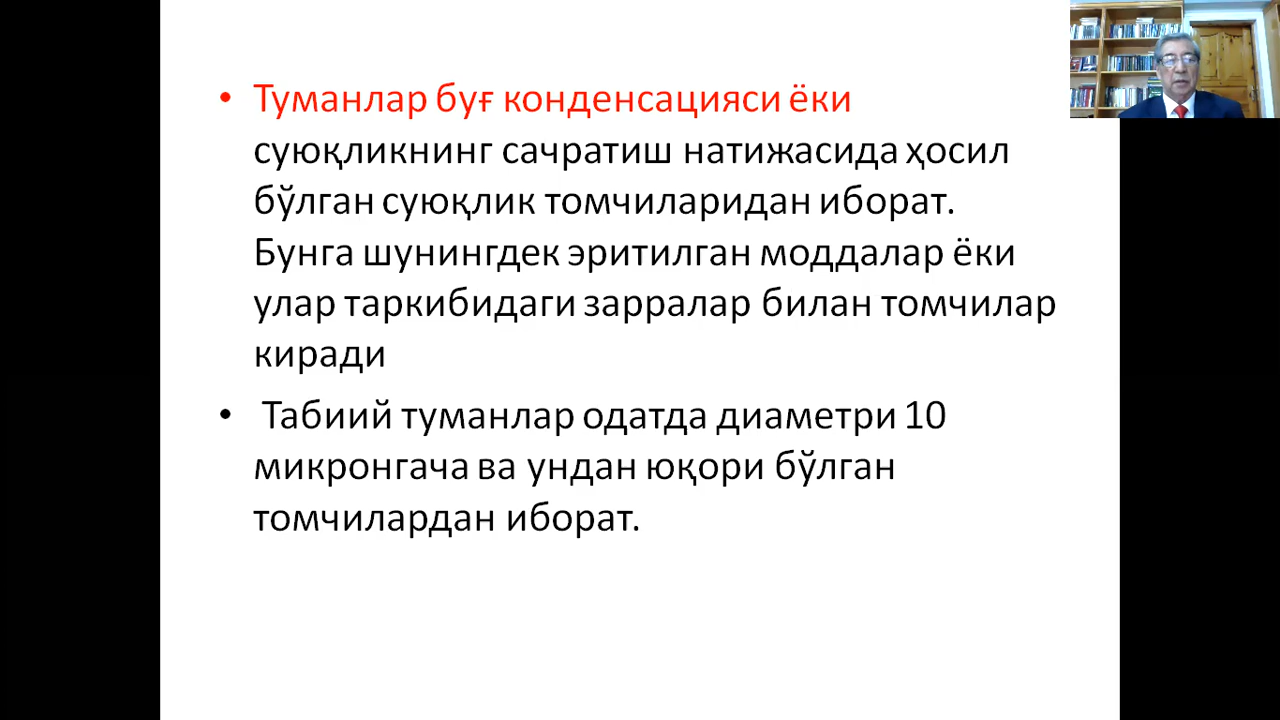 • Туманлар буғ конденсацияси ёки
суюқликнинг сачратиш натижасида ҳосил
бўлган суюқлик томчиларидан иборат.
Бунга шунингдек эритилган моддалар ёки
улар таркибидаги зарралар билан томчилар
киради
• Табиий туманлар одатда диаметри 10
микронгача ва ундан юқори бўлган
томчилардан иборат.